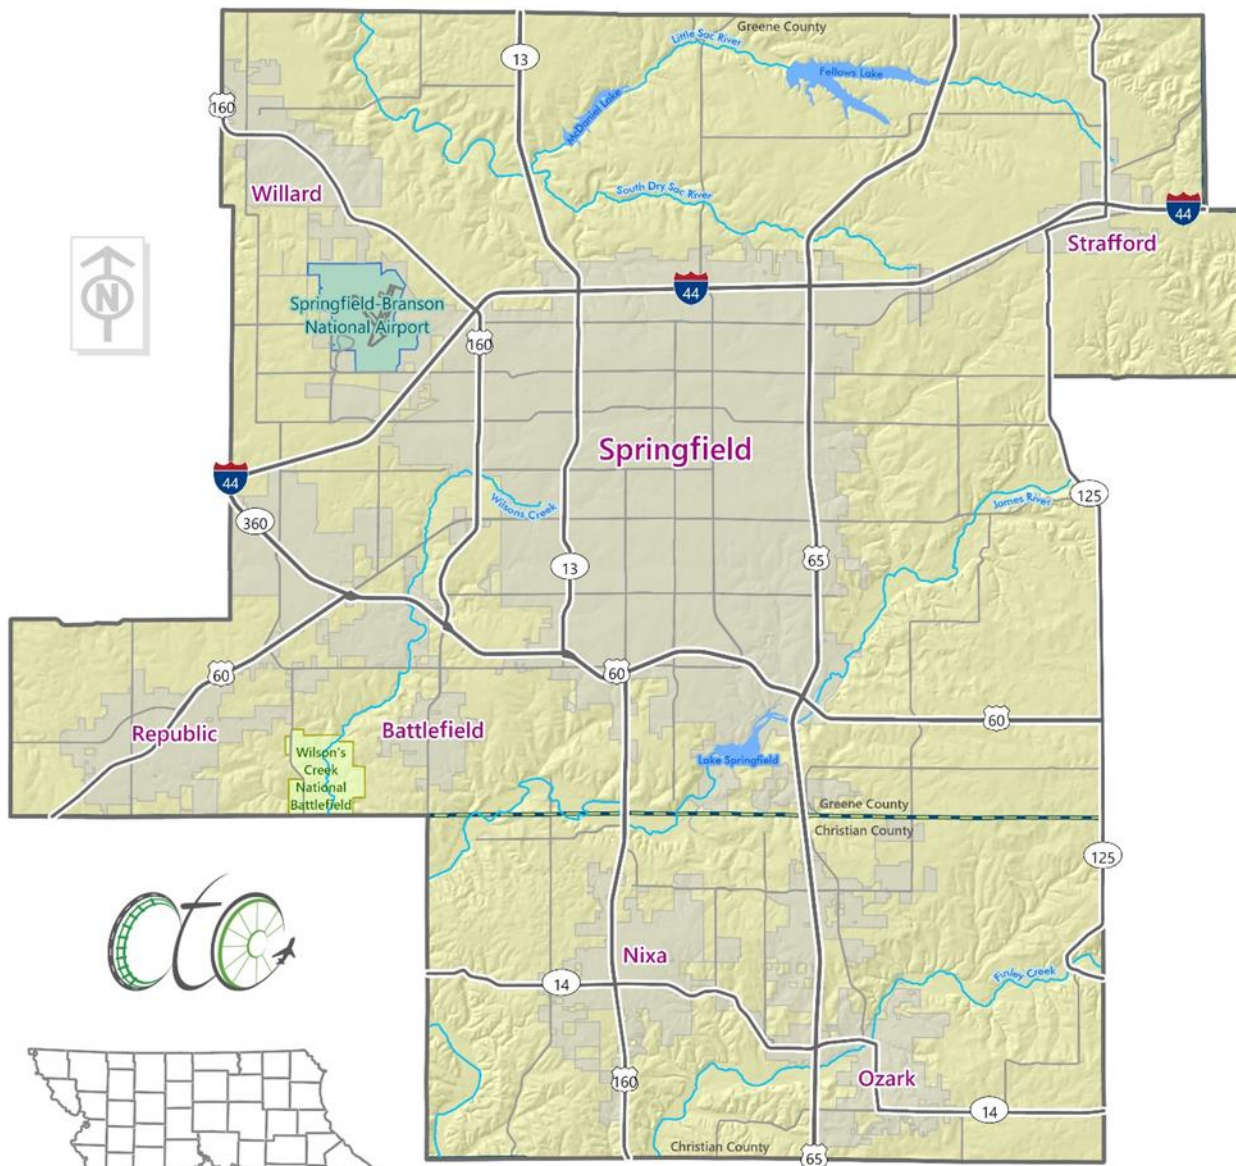 Greene County
Little Sac River
13
Fellows Lake
160
McDaniel Lake
Willard
South Dry Sac River
44
Strafford
N
44
Springfield-Branson
National Airport
160
Springfield
44
Wilsons Creek
James River
125
360
65
13
60
60
60
Republic
Battlefield
Wilson's
Creek
National
Battlefield
Lake Springfield
Greene County
Christian County
125
cto
Nixa
14
Finley Creek
160
Ozark
14
Christian County
65